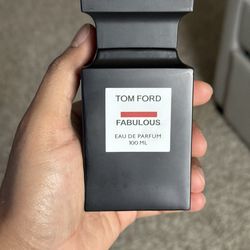 TOM FORD
FABULOUS
EAU DE PARFUM
100 ML